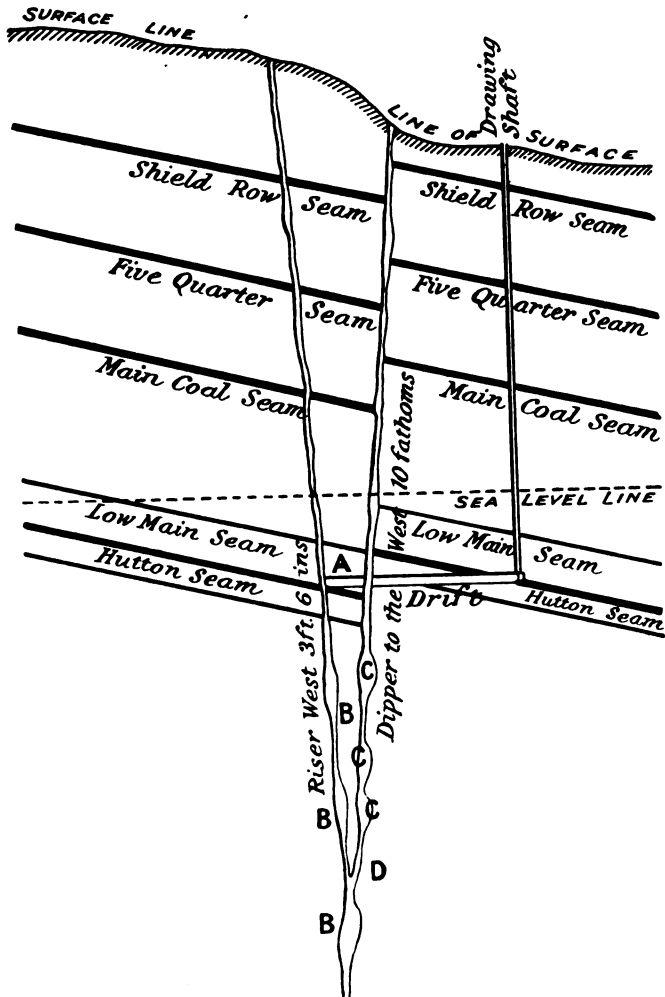 SURFACE LINE
LINE OF SURFACE
Drawing
Shaft
Shield Row Seam
Shield Row Seam
Five Quarter Seam
Five Quarter Seam
Main Coal Seam
Main Coal Seam
SEA LEVEL LINE
Low Main Seam
Low Main Seam
Hutton Seam
Hutton Seam
A
Drift
Riser West 3ft. 6 ins
Dipper to the West 10 fathoms
C
B
C
B
C
D
B